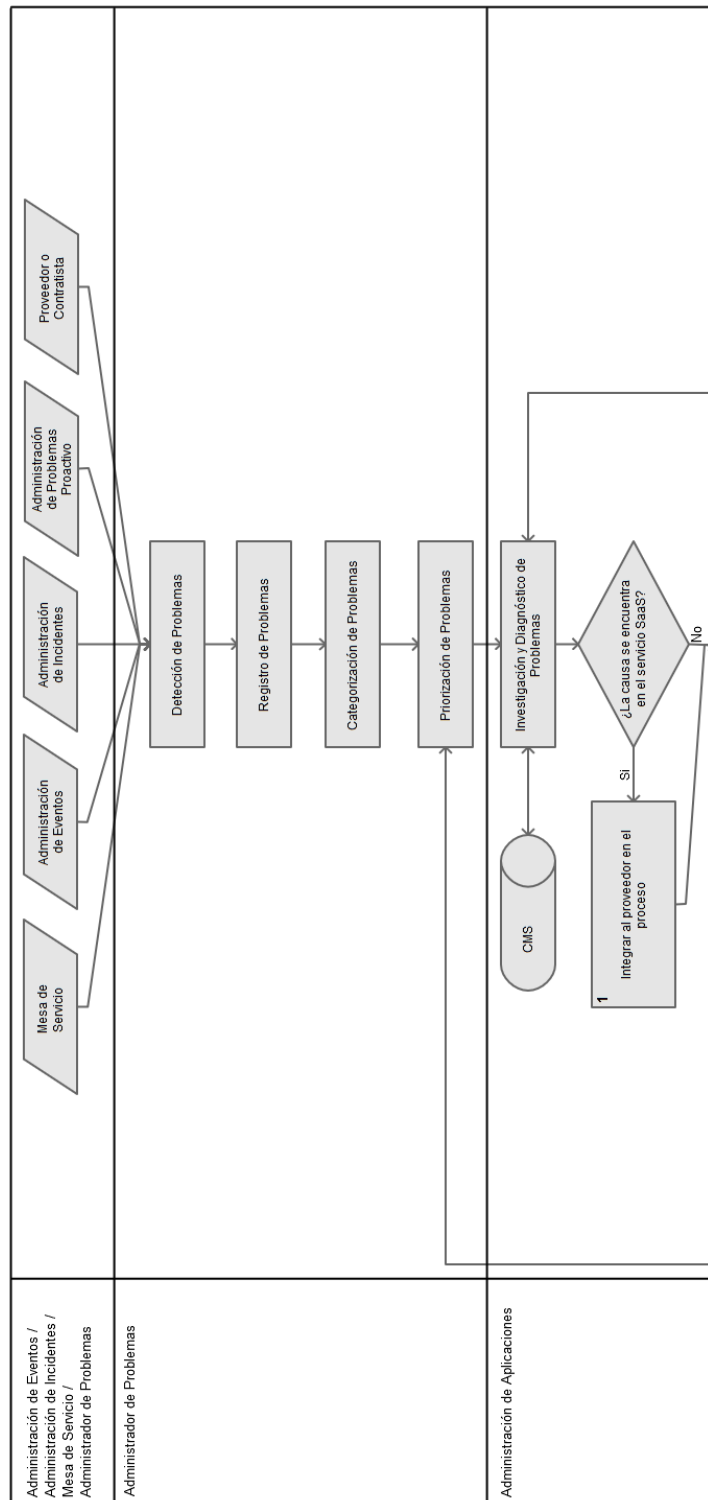 Administración de Eventos /
Administración de Incidentes /
Mesa de Servicio /
Administrador de Problemas
Mesa de
Servicio
Administración
de Eventos
Administración
de Incidentes
Administración
de Problemas
Proactivo
Proveedor o
Contratista
Administrador de Problemas
Detección de Problemas
Registro de Problemas
Categorización de Problemas
Priorización de Problemas
Administración de Aplicaciones
CMS
Investigación y Diagnóstico de
Problemas
¿La causa se encuentra
en el servicio SaaS?
Si
No
1
Integrar al proveedor en el
proceso